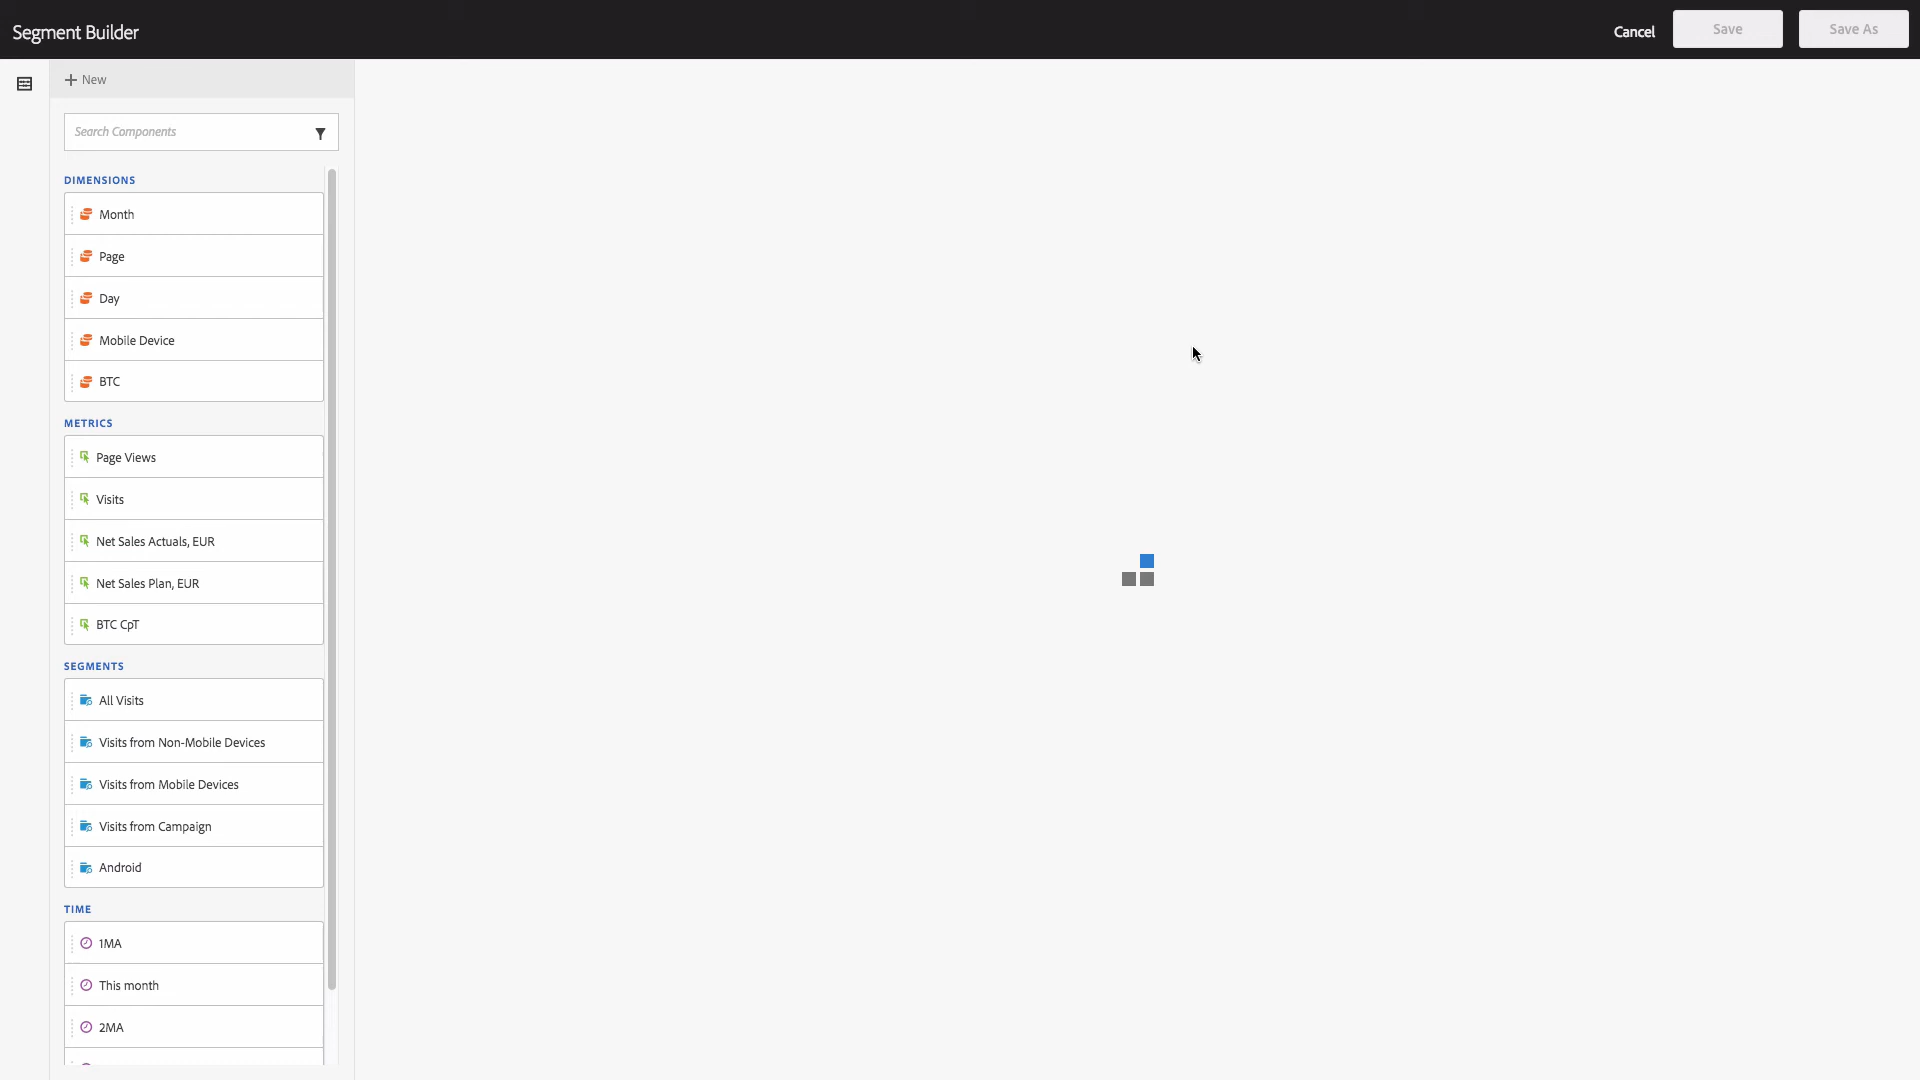 Segment Builder
Cancel
Save
Save As
New
Search Components
DIMENSIONS
Month
Page
Day
Mobile Device
BTC
METRICS
Page Views
Visits
Net Sales Actuals, EUR
Net Sales Plan, EUR
BTC CpT
SEGMENTS
All Visits
Visits from Non-Mobile Devices
Visits from Mobile Devices
Visits from Campaign
Android
TIME
1MA
This month
2MA